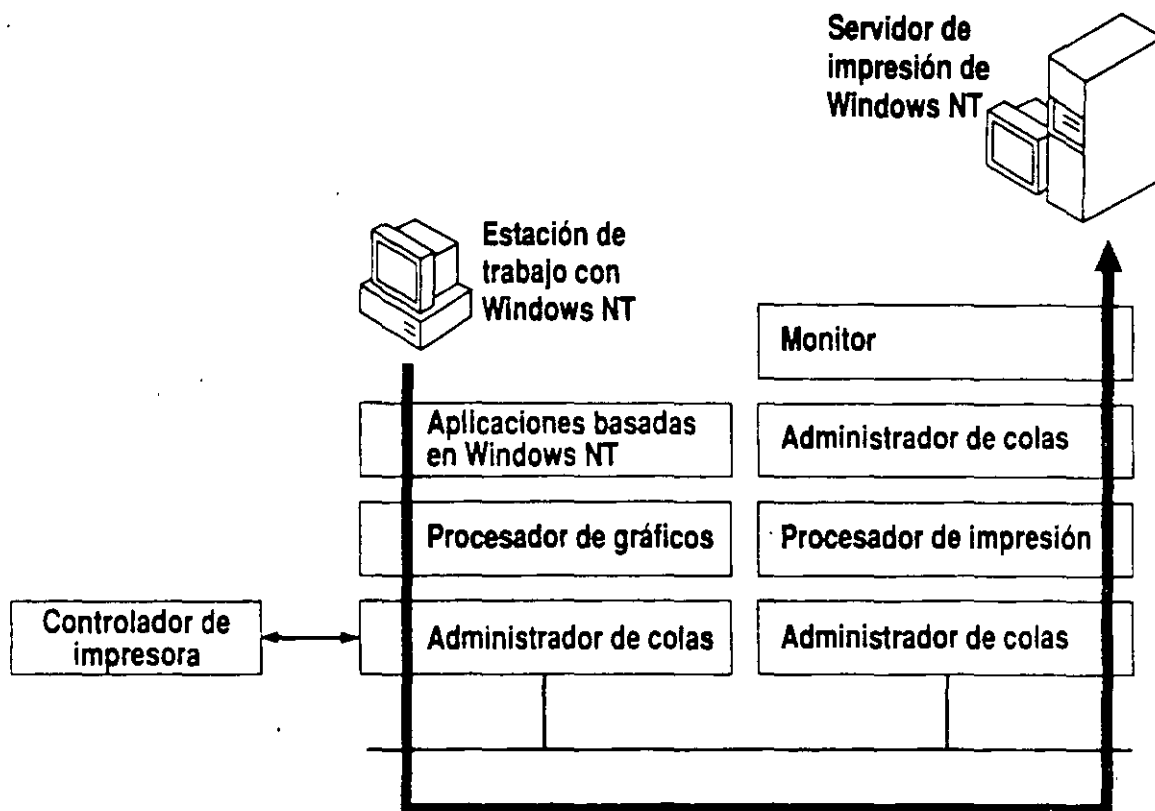 Servidor de
impresión de
Windows NT
Estación de
trabajo con
Windows NT
Monitor
Aplicaciones basadas
en Windows NT
Administrador de colas
Procesador de gráficos
Procesador de impresión
Controlador de
impresora
Administrador de colas
Administrador de colas